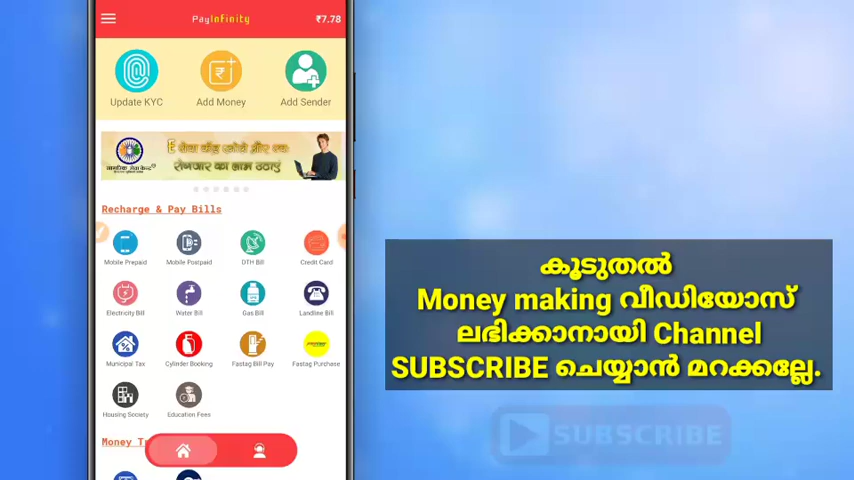 PayInfinity
₹7.78
Update KYC
Add Money
Add Sender
Recharge & Pay Bills
Mobile Prepaid
Mobile Postpaid
DTH Bill
Credit Card
Electricity Bill
Water Bill
Gas Bill
Landline Bill
Municipal Tax
Cylinder Booking
Fastag Bill Pay
Fastag Purchase
Housing Society
Education Fees
Money
കൂടുതൽ
Money making വീഡിയോസ്
ലഭിക്കാനായി Channel
SUBSCRIBE ചെയ്യാൻ മറക്കല്ലേ.
SUBSCRIBE